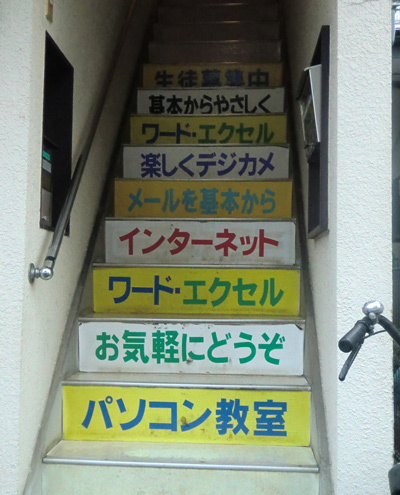 生徒募集中
基本からやさしく
ワード・エクセル
楽しくデジカメ
メールを基本から
インターネット
ワード・エクセル
お気軽にどうぞ
パソコン教室